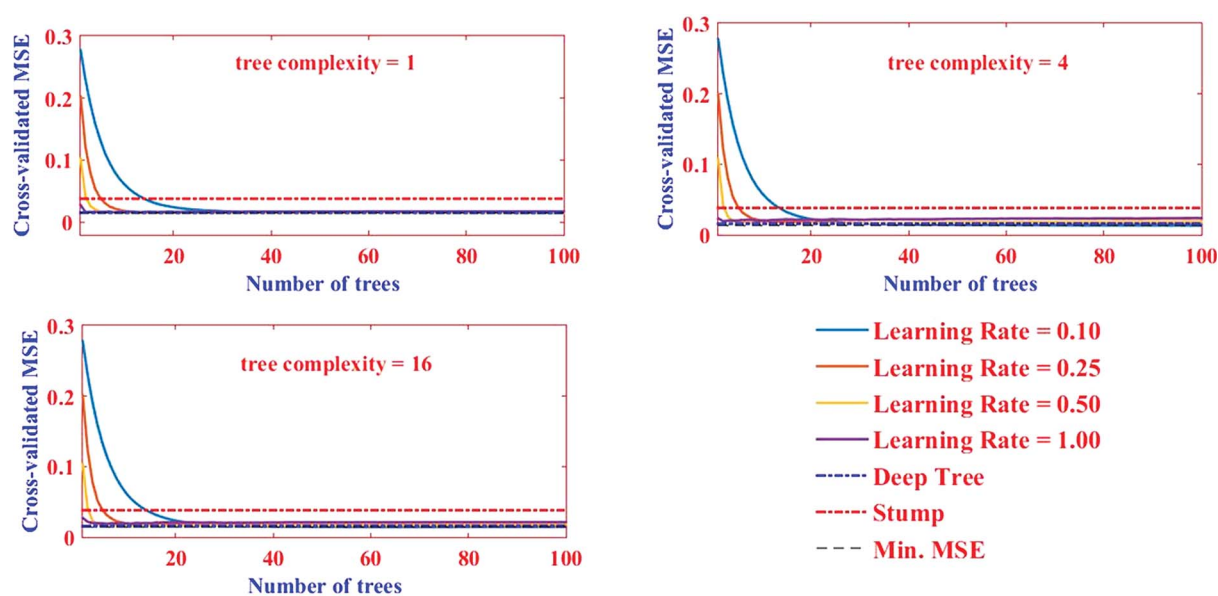 0.3
0.2
0.1
0
Cross-validated MSE
tree complexity = 1
20
40
60
80
100
Number of trees
0.3
0.2
0.1
0
Cross-validated MSE
tree complexity = 4
20
40
60
80
100
Number of trees
0.3
0.2
0.1
0
Cross-validated MSE
tree complexity = 16
20
40
60
80
100
Number of trees
Learning Rate = 0.10
Learning Rate = 0.25
Learning Rate = 0.50
Learning Rate = 1.00
Deep Tree
Stump
Min. MSE